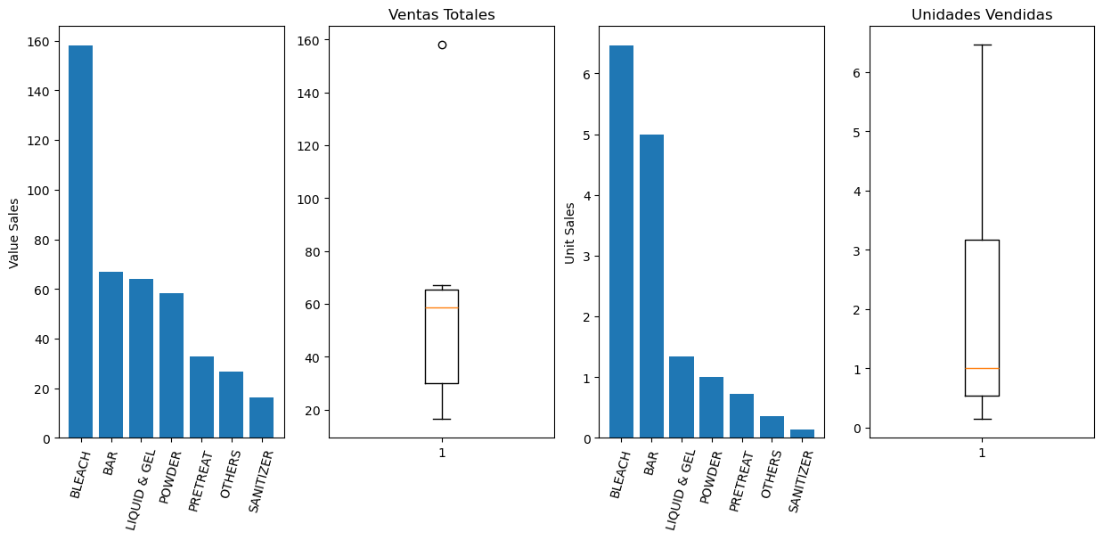 Ventas Totales
Unidades Vendidas
Value Sales
160
140
120
100
80
60
40
20
0
BLEACH
BAR
LIQUID & GEL
POWDER
PRETREAT
OTHERS
SANITIZER
160
140
120
100
80
60
40
20
1
Unit Sales
6
5
4
3
2
1
0
BLEACH
BAR
LIQUID & GEL
POWDER
PRETREAT
OTHERS
SANITIZER
6
5
4
3
2
1
0
1